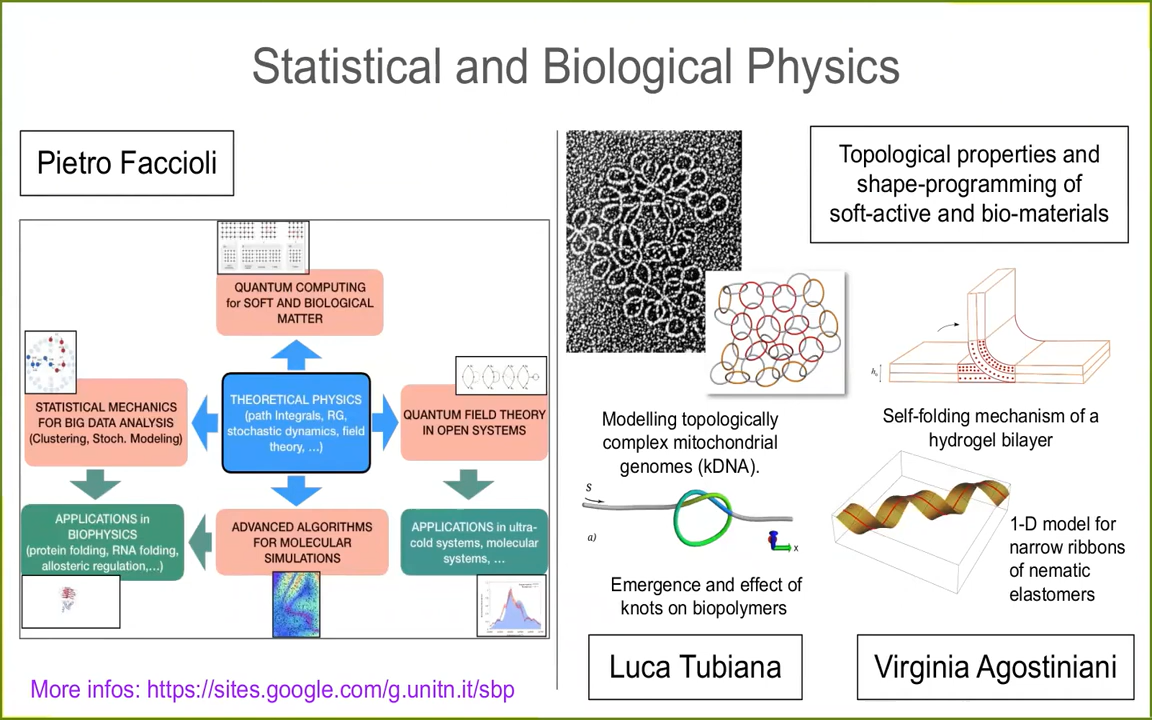 Statistical and Biological Physics
Pietro Faccioli
QUANTUM COMPUTING
for SOFT AND BIOLOGICAL
MATTER
STATISTICAL MECHANICS
FOR BIG DATA ANALYSIS
(Clustering, Stoch. Modeling)
THEORETICAL PHYSICS
(path Integrals, RG,
stochastic dynamics, field
theory, ...)
QUANTUM FIELD THEORY
IN OPEN SYSTEMS
APPLICATIONS in
BIOPHYSICS
(protein folding, RNA folding,
allosteric regulation,...)
ADVANCED ALGORITHMS
FOR MOLECULAR
SIMULATIONS
APPLICATIONS in ultra-
cold systems, molecular
systems, ...
More infos: https://sites.google.com/g.unitn.it/sbp
Modelling topologically
complex mitochondrial
genomes (kDNA).
S
a)
x
Emergence and effect of
knots on biopolymers
Luca Tubiana
Topological properties and
shape-programming of
soft-active and bio-materials
Self-folding mechanism of a
hydrogel bilayer
1-D model for
narrow ribbons
of nematic
elastomers
Virginia Agostiniani